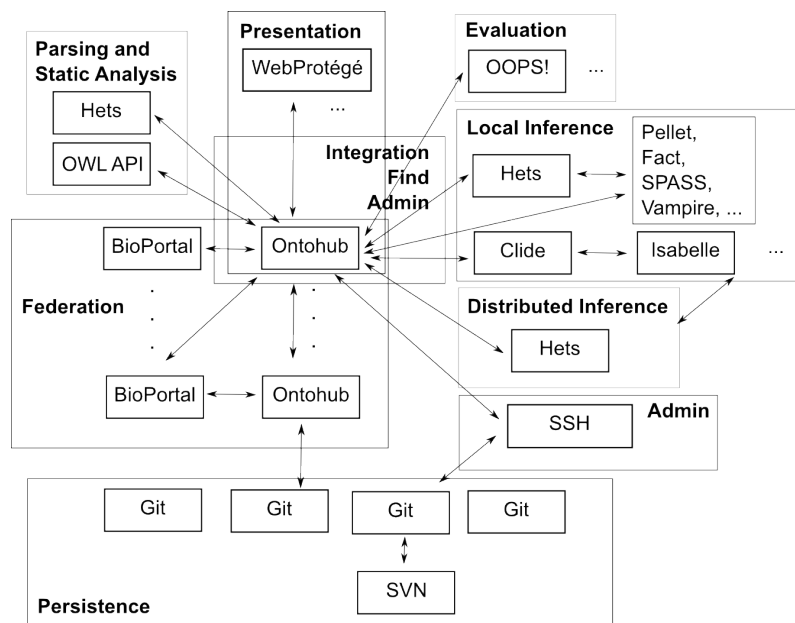 Parsing and
Static Analysis
Hets
OWL API
Presentation
WebProtégé
...
Evaluation
OOPS!
...
Integration
Find
Admin
Local Inference
Hets
Pellet,
Fact,
SPASS,
Vampire, ...
Clide
Isabelle
...
BioPortal
Ontohub
Federation
.
.
.
.
.
.
BioPortal
Ontohub
Distributed Inference
Hets
Admin
SSH
Git
Git
Git
Git
SVN
Persistence